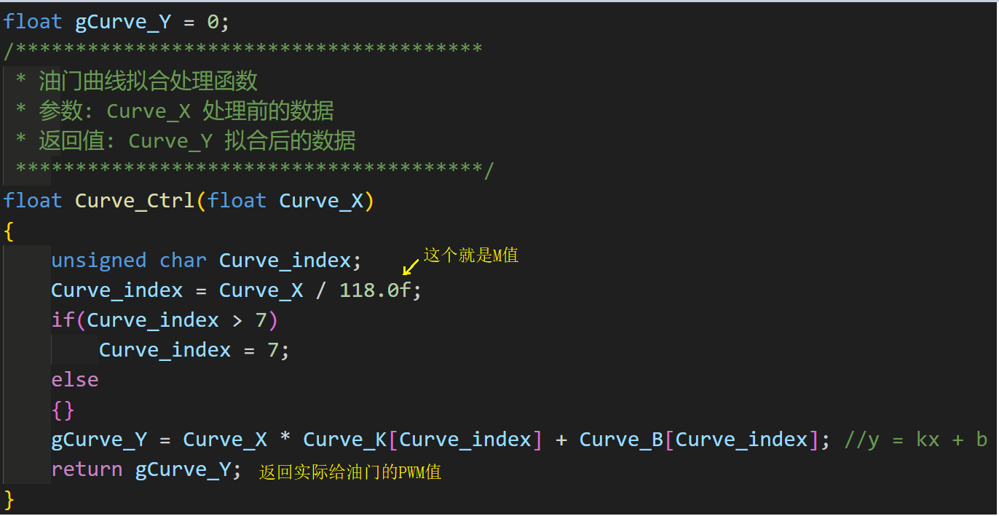 float gCurve_Y = 0;
/***************************************
* 油门曲线拟合处理函数
* 参数: Curve_X 处理前的数据
* 返回值: Curve_Y 拟合后的数据
***************************************/
float Curve_Ctrl(float Curve_X)
{
unsigned char Curve_index;
这个就是M值
Curve_index = Curve_X / 118.0f;
if(Curve_index > 7)
Curve_index = 7;
else
{}
gCurve_Y = Curve_X * Curve_K[Curve_index] + Curve_B[Curve_index]; //y = kx + b
return gCurve_Y; 返回实际给油门的PWM值
}